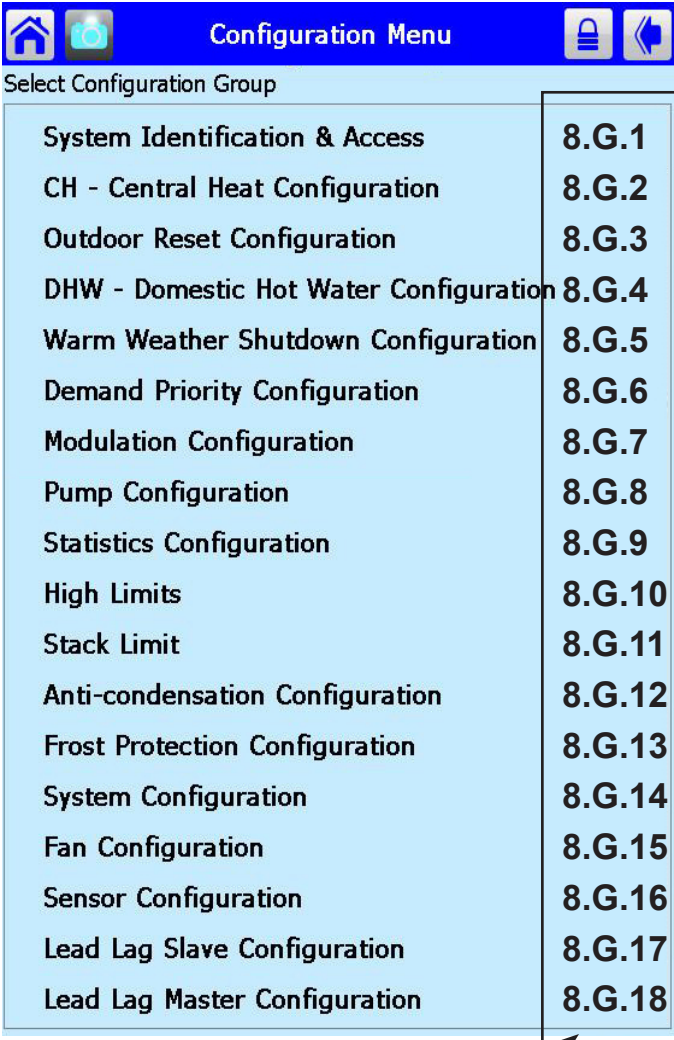 Configuration Menu
Select Configuration Group
System Identification & Access 8.G.1
CH - Central Heat Configuration 8.G.2
Outdoor Reset Configuration 8.G.3
DHW - Domestic Hot Water Configuration 8.G.4
Warm Weather Shutdown Configuration 8.G.5
Demand Priority Configuration 8.G.6
Modulation Configuration 8.G.7
Pump Configuration 8.G.8
Statistics Configuration 8.G.9
High Limits 8.G.10
Stack Limit 8.G.11
Anti-condensation Configuration 8.G.12
Frost Protection Configuration 8.G.13
System Configuration 8.G.14
Fan Configuration 8.G.15
Sensor Configuration 8.G.16
Lead Lag Slave Configuration 8.G.17
Lead Lag Master Configuration 8.G.18